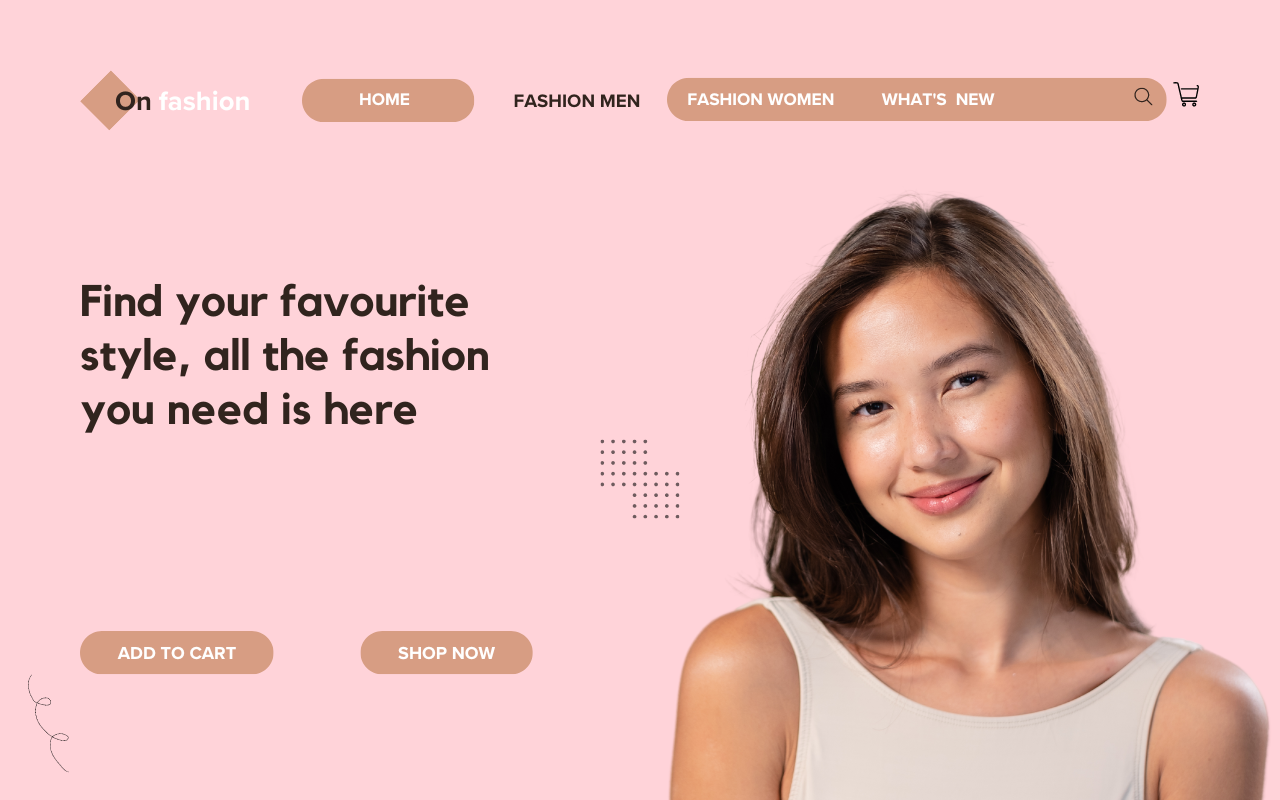 On fashion
HOME
FASHION MEN
FASHION WOMEN
WHAT'S NEW
Find your favourite
style, all the fashion
you need is here
ADD TO CART
SHOP NOW